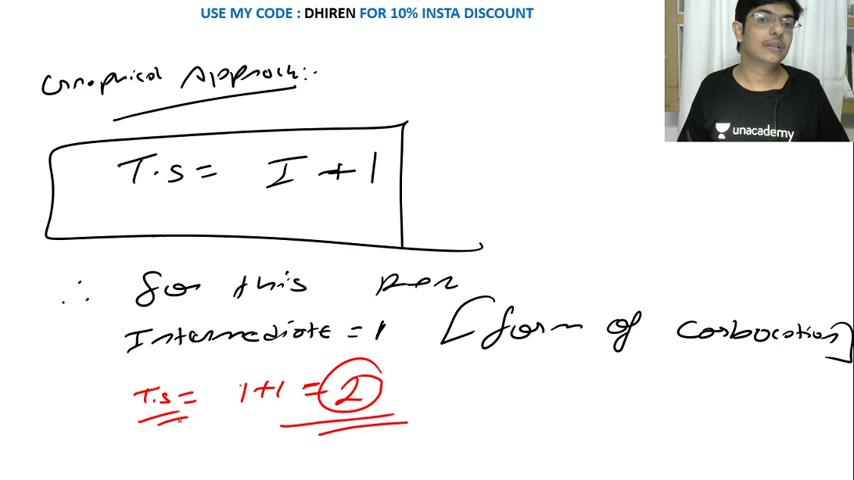 USE MY CODE : DHIREN FOR 10% INSTA DISCOUNT
Graphical Approach:-
unacademy
T.S = I + 1
∴ for this rxn
Intermediate = 1 [form of carbocation]
T.S = 1+1 = 2